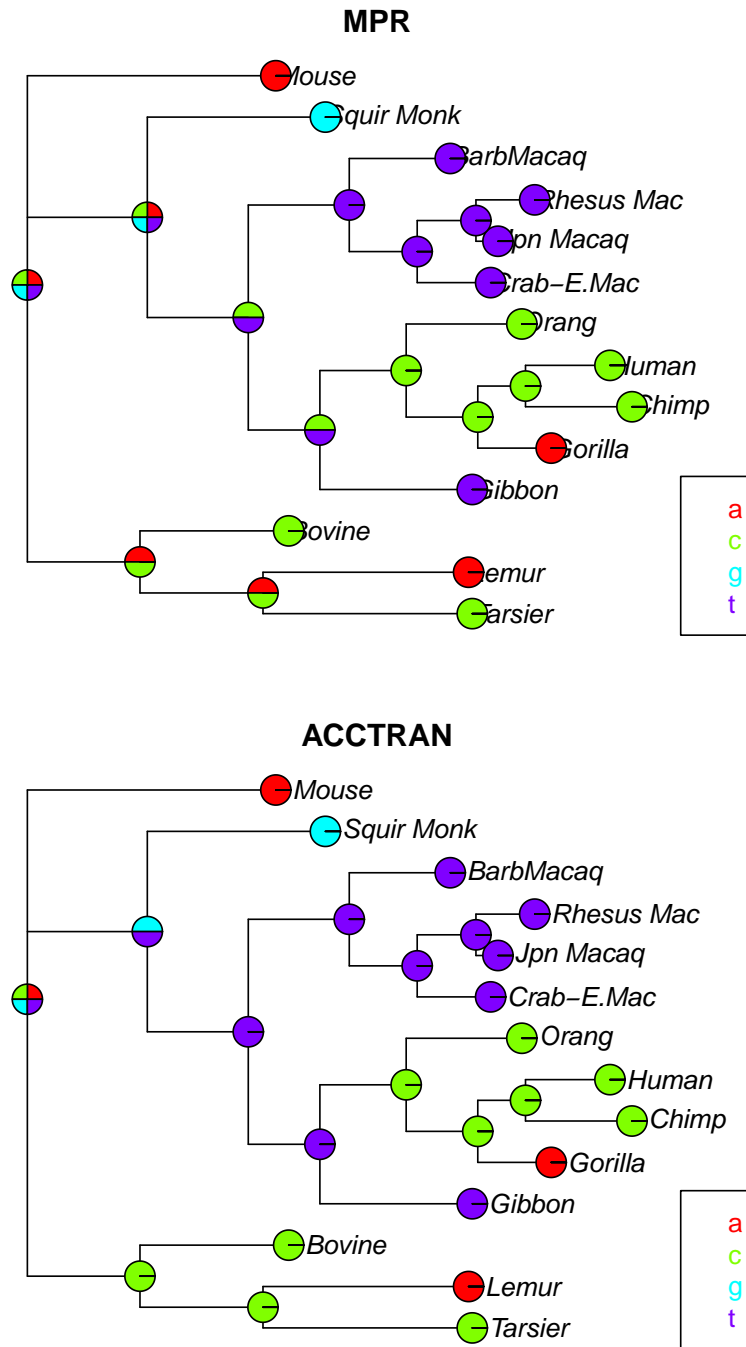 MPR
Mouse
Squir Monk
BarbMacaq
Rhesus Mac
Jpn Macaq
Crab−E.Mac
Orang
Human
Chimp
Gorilla
Gibbon
Bovine
Lemur
Tarsier
a
c
g
t
ACCTRAN
Mouse
Squir Monk
BarbMacaq
Rhesus Mac
Jpn Macaq
Crab−E.Mac
Orang
Human
Chimp
Gorilla
Gibbon
Bovine
Lemur
Tarsier
a
c
g
t